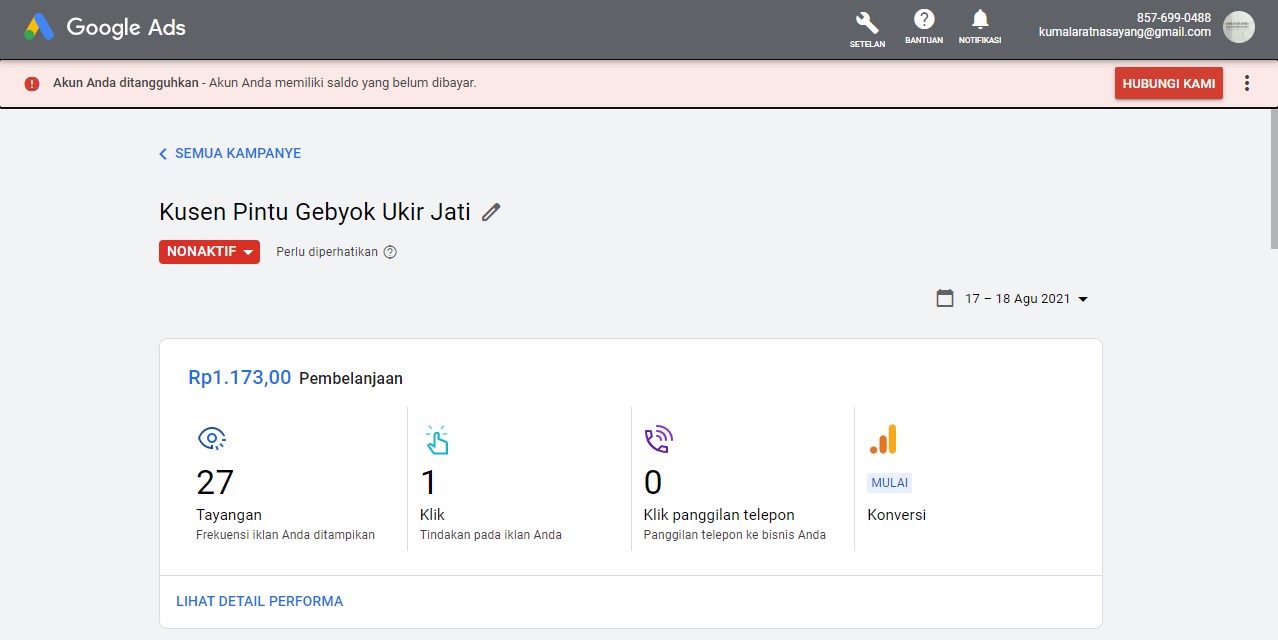 Google Ads
SETELAN
BANTUAN
NOTIFIKASI
857-699-0488
kumalaratnasayang@gmail.com
Akun Anda ditangguhkan - Akun Anda memiliki saldo yang belum dibayar.
HUBUNGI KAMI
SEMUA KAMPANYE
Kusen Pintu Gebyok Ukir Jati
NONAKTIF
Perlu diperhatikan
17 – 18 Agu 2021
Rp1.173,00 Pembelanjaan
27
Tayangan
Frekuensi iklan Anda ditampikan
1
Klik
Tindakan pada iklan Anda
0
Klik panggilan telepon
Panggilan telepon ke bisnis Anda
MULAI
Konversi
LIHAT DETAIL PERFORMA